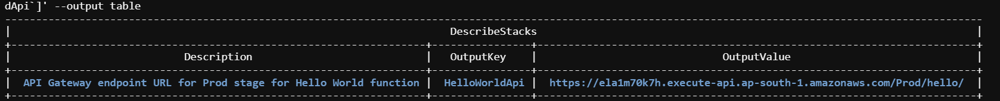 dApi`]' --output table
-----------------------------------------------------------------------------------------------------------------------------------------------------------
|                                                                      DescribeStacks                                                                      |
+-------------------------------------------------------------------+----------------+-----------------------------------------------------------------------+
|                            Description                            |   OutputKey    |                              OutputValue                              |
+-------------------------------------------------------------------+----------------+-----------------------------------------------------------------------+
|  API Gateway endpoint URL for Prod stage for Hello World function |  HelloWorldApi |  https://ela1m70k7h.execute-api.ap-south-1.amazonaws.com/Prod/hello/  |
+-------------------------------------------------------------------+----------------+-----------------------------------------------------------------------+